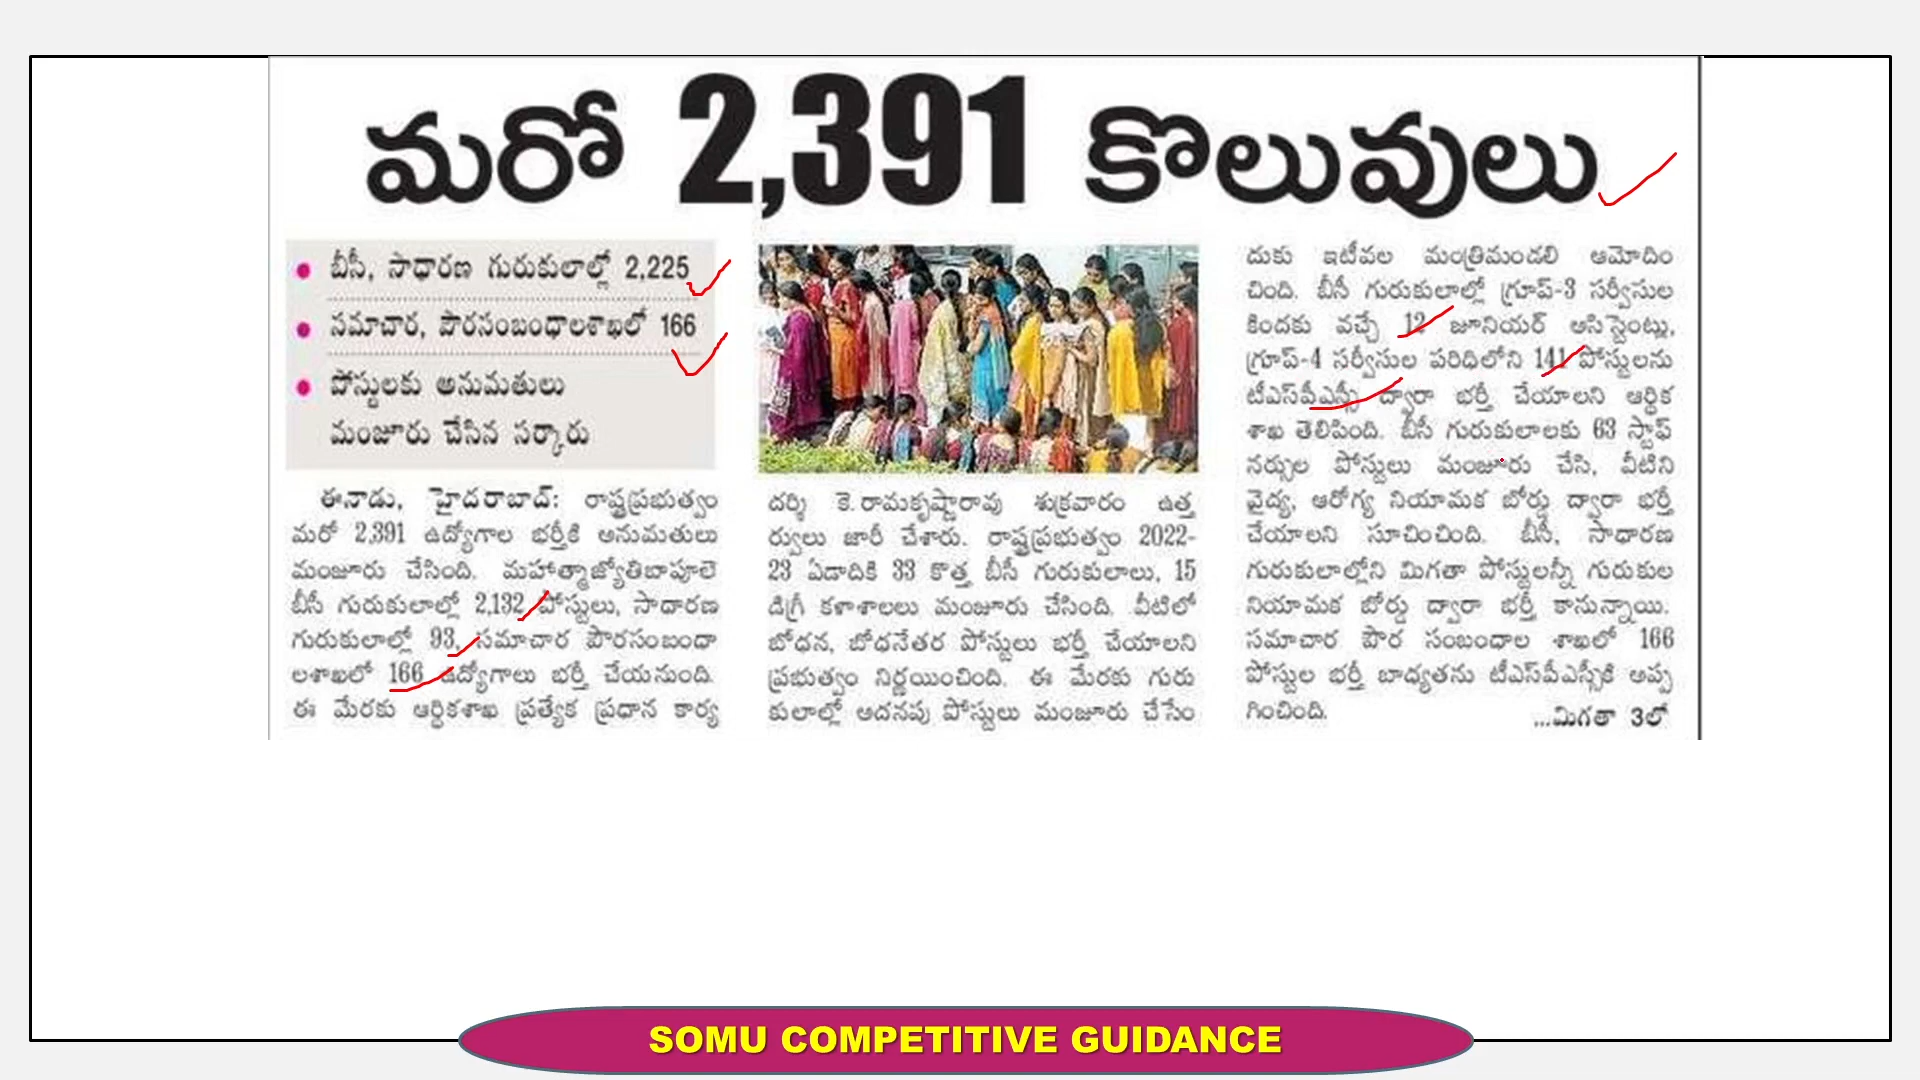 మరో 2,391 కొలువులు
• బీసీ, సాధారణ గురుకులాల్లో 2,225
• సమాచార, పౌరసంబంధాలశాఖలో 166
• పోస్టులకు అనుమతులు
మంజూరు చేసిన సర్కారు
ఈనాడు, హైదరాబాద్: రాష్ట్రప్రభుత్వం
మరో 2,391 ఉద్యోగాల భర్తీకి అనుమతులు
మంజూరు చేసింది. మహాత్మాజ్యోతిబాపూలె
బీసీ గురుకులాల్లో 2,132 పోస్టులు, సాధారణ
గురుకులాల్లో 93, సమాచార పౌరసంబంధా
లశాఖలో 166 ఉద్యోగాలు భర్తీ చేయనుంది.
ఈ మేరకు ఆర్థికశాఖ ప్రత్యేక ప్రధాన కార్య
దర్శి కె.రామకృష్ణారావు శుక్రవారం ఉత్త
ర్వులు జారీ చేశారు. రాష్ట్రప్రభుత్వం 2022-
23 ఏడాదికి 33 కొత్త బీసీ గురుకులాలు, 15
డిగ్రీ కళాశాలలు మంజూరు చేసింది. వీటిలో
బోధన, బోధనేతర పోస్టులు భర్తీ చేయాలని
ప్రభుత్వం నిర్ణయించింది. ఈ మేరకు గురు
కులాల్లో అదనపు పోస్టులు మంజూరు చేసేం
దుకు ఇటీవల మంత్రిమండలి ఆమోదిం
చింది. బీసీ గురుకులాల్లో గ్రూప్-3 సర్వీసుల
కిందకు వచ్చే 12 జూనియర్ అసిస్టెంట్లు,
గ్రూప్-4 సర్వీసుల పరిధిలోని 141 పోస్టులను
టీఎస్‌పీఎస్సీ ద్వారా భర్తీ చేయాలని ఆర్థిక
శాఖ తెలిపింది. బీసీ గురుకులాలకు 63 స్టాఫ్
నర్సుల పోస్టులు మంజూరు చేసి, వీటిని
వైద్య, ఆరోగ్య నియామక బోర్డు ద్వారా భర్తీ
చేయాలని సూచించింది. బీసీ, సాధారణ
గురుకులాల్లోని మిగతా పోస్టులన్నీ గురుకుల
నియామక బోర్డు ద్వారా భర్తీ కానున్నాయి.
సమాచార పౌర సంబంధాల శాఖలో 166
పోస్టుల భర్తీ బాధ్యతను టీఎస్‌పీఎస్సీకి అప్ప
గించింది.
...మిగతా 3లో
SOMU COMPETITIVE GUIDANCE